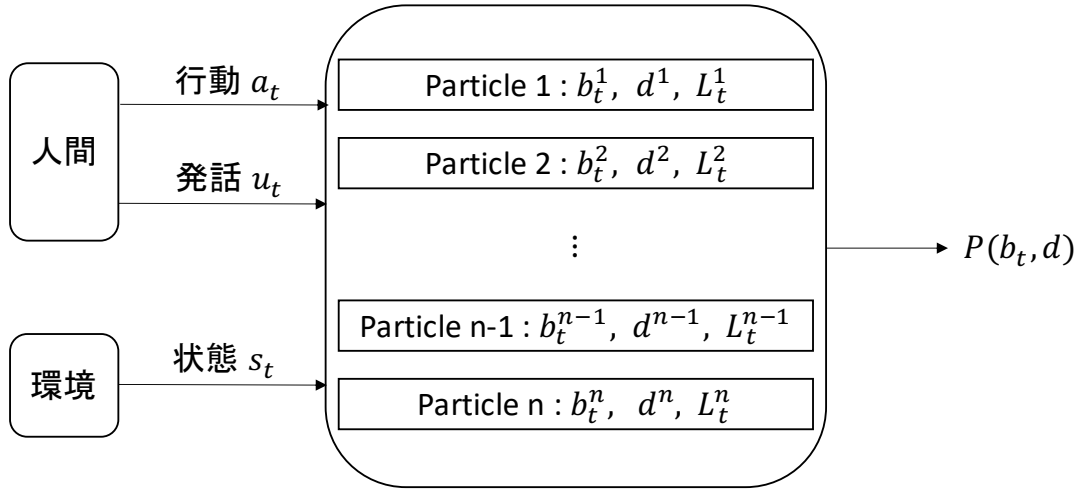 人間
環境
行動 a_t
発話 u_t
状態 s_t
Particle 1 : b_t^1, d^1, L_t^1
Particle 2 : b_t^2, d^2, L_t^2
⋮
Particle n-1 : b_t^{n-1}, d^{n-1}, L_t^{n-1}
Particle n : b_t^n, d^n, L_t^n
P(b_t, d)